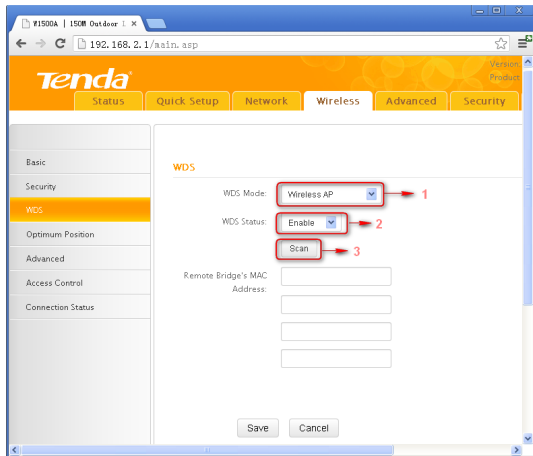 W1500A | 150M Outdoor
192.168.2.1/main.asp
Version
Product
Tenda
Status Quick Setup Network Wireless Advanced Security
Basic
Security
WDS
Optimum Position
Advanced
Access Control
Connection Status
WDS
WDS Mode: Wireless AP 1
WDS Status: Enable 2
Scan 3
Remote Bridge's MAC
Address:
Save Cancel